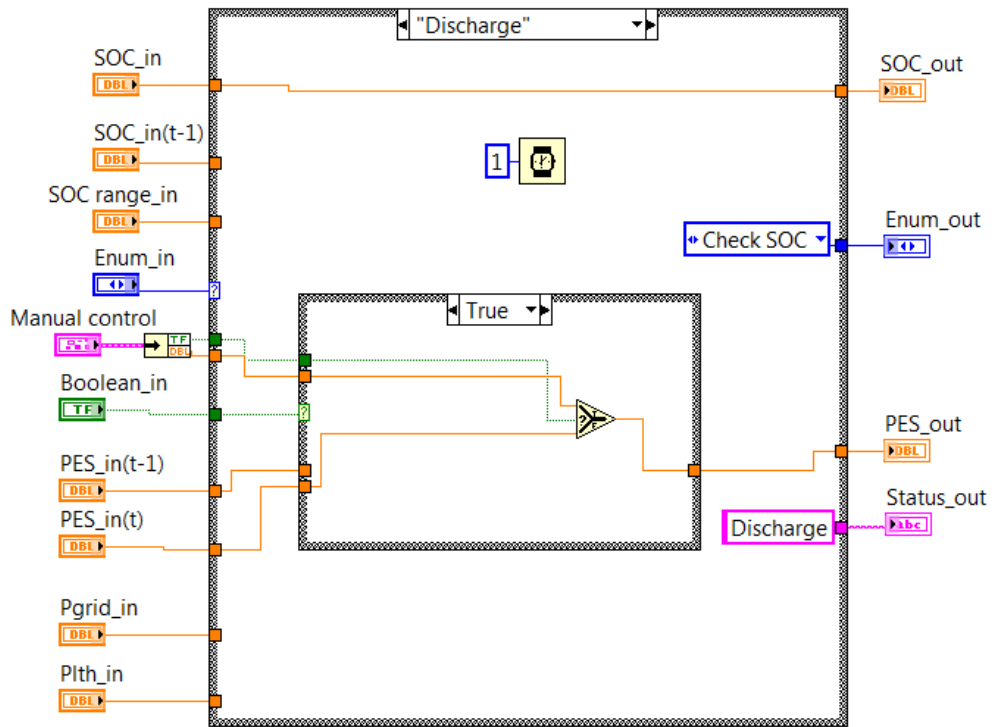 "Discharge"
SOC_in
DBL
SOC_out
DBL
SOC_in(t-1)
DBL
1
SOC range_in
DBL
Enum_in
Check SOC
Enum_out
?
True
Manual control
TF
DBL
Boolean_in
TF
?
?
T
F
PES_in(t-1)
DBL
PES_out
DBL
PES_in(t)
DBL
Discharge
Status_out
abc
Pgrid_in
DBL
Plth_in
DBL